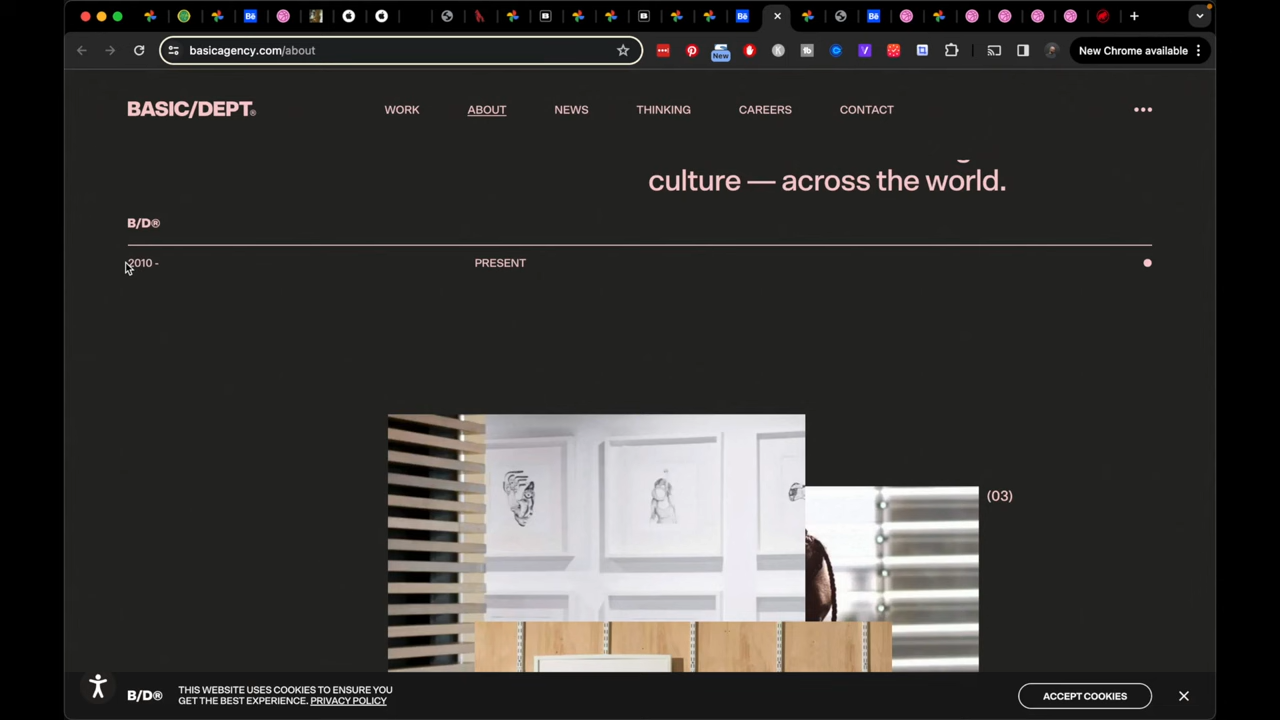 basicagency.com/about
New
New Chrome available
BASIC/DEPT®
WORK
ABOUT
NEWS
THINKING
CAREERS
CONTACT
culture — across the world.
B/D®
2010 -
PRESENT
(03)
B/D®
THIS WEBSITE USES COOKIES TO ENSURE YOU
GET THE BEST EXPERIENCE. PRIVACY POLICY
ACCEPT COOKIES